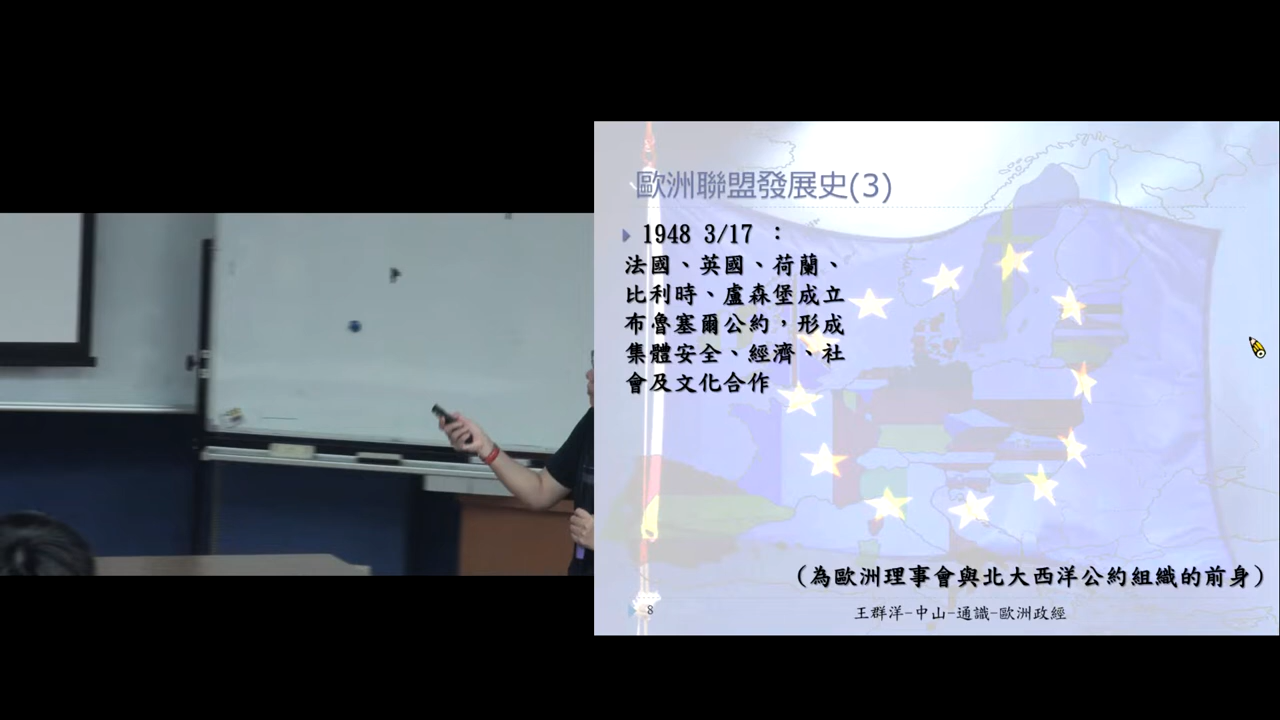 歐洲聯盟發展史(3)
1948 3/17 :
法國、英國、荷蘭、
比利時、盧森堡成立
布魯塞爾公約，形成
集體安全、經濟、社
會及文化合作
(為歐洲理事會與北大西洋公約組織的前身)
8
王群洋-中山-通識-歐洲政經